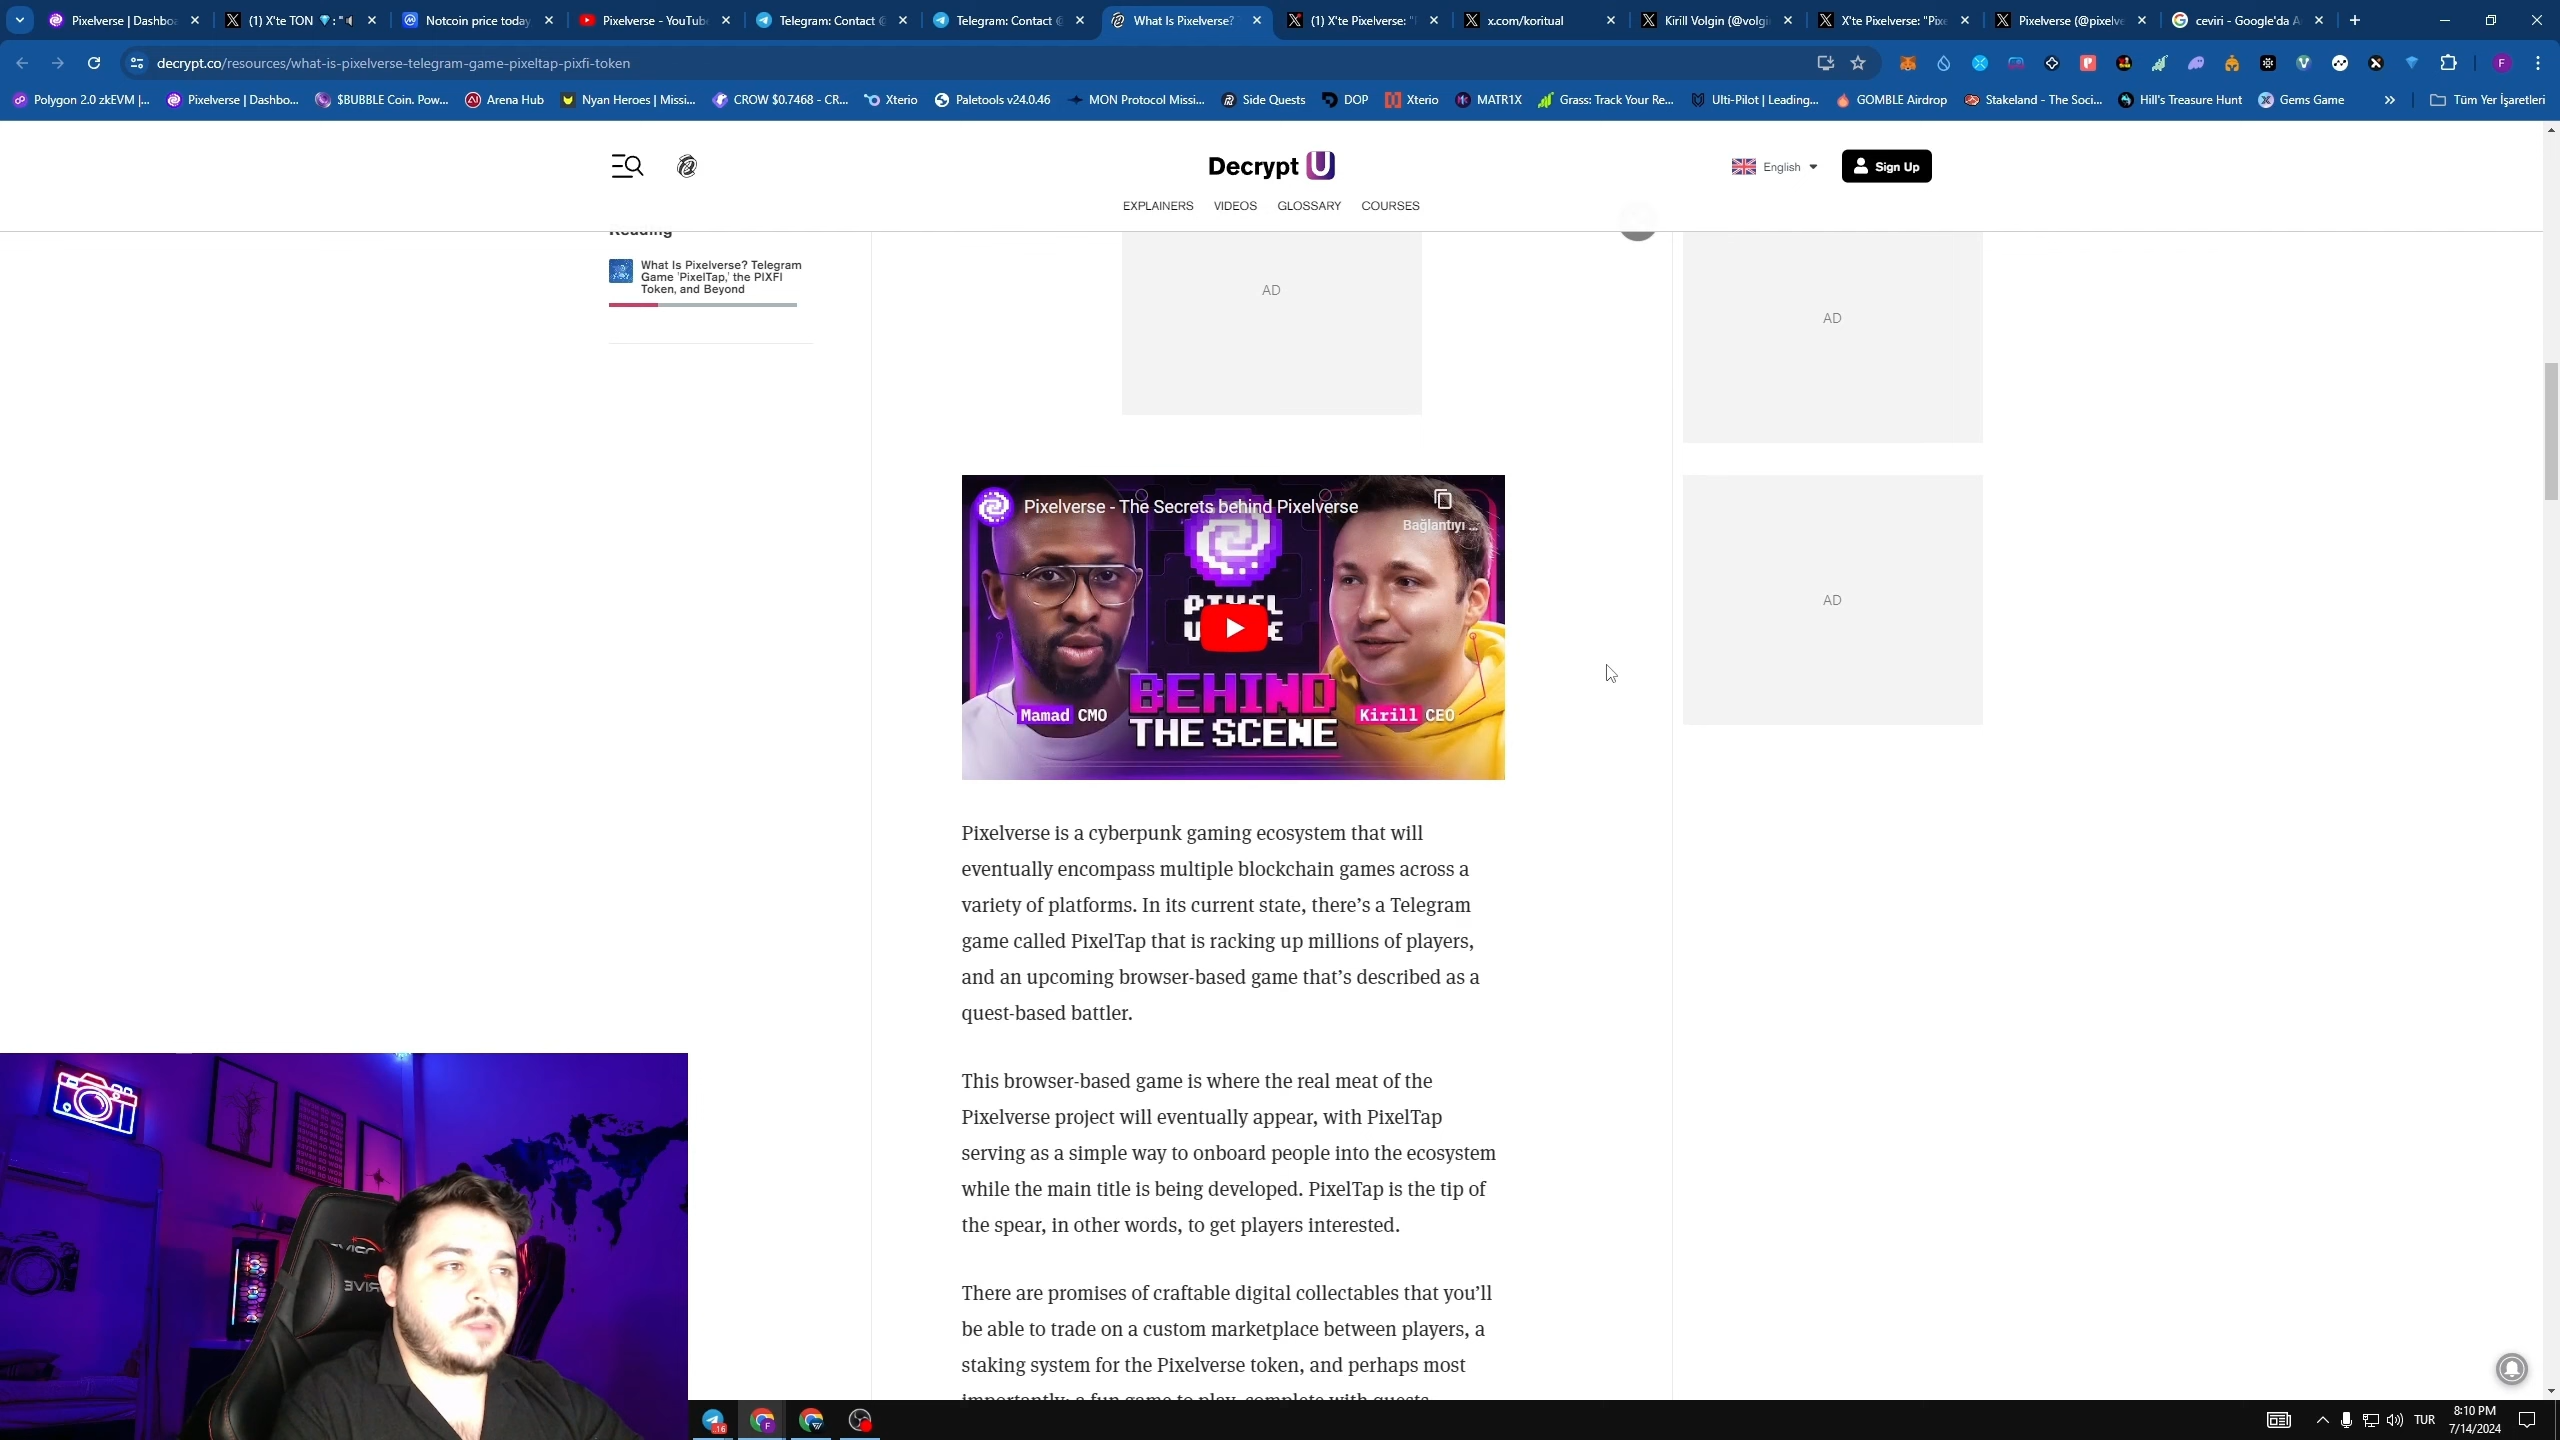 Pixelverse | Dashbo
(1) X'te TON
Notcoin price today
Pixelverse - YouTub
Telegram: Contact @
Telegram: Contact @
What Is Pixelverse?
(1) X'te Pixelverse: "P
x.com/koritual
Kirill Volgin (@volgi
X'te Pixelverse: "Pixe
Pixelverse (@pixelve
ceviri - Google'da A
decrypt.co/resources/what-is-pixelverse-telegram-game-pixeltap-pixfi-token
Polygon 2.0 zkEVM |...
Pixelverse | Dashbo...
$BUBBLE Coin. Pow...
Arena Hub
Nyan Heroes | Missi...
CROW $0.7468 - CR...
Xterio
Paletools v24.0.46
MON Protocol Missi...
Side Quests
DOP
Xterio
MATR1X
Grass: Track Your Re...
Ulti-Pilot | Leading...
GOMBLE Airdrop
Stakeland - The Soci...
Hill's Treasure Hunt
Gems Game
Tüm Yer İşaretleri
Decrypt U
English
Sign Up
EXPLAINERS VIDEOS GLOSSARY COURSES
Reading
What Is Pixelverse? Telegram
Game 'PixelTap,' the PIXFI
Token, and Beyond
AD
AD
AD
Pixelverse - The Secrets behind Pixelverse
Bağlantıyı ...
Mamad CMO
BEHIND
THE SCENE
Kirill CEO
Pixelverse is a cyberpunk gaming ecosystem that will
eventually encompass multiple blockchain games across a
variety of platforms. In its current state, there's a Telegram
game called PixelTap that is racking up millions of players,
and an upcoming browser-based game that's described as a
quest-based battler.
This browser-based game is where the real meat of the
Pixelverse project will eventually appear, with PixelTap
serving as a simple way to onboard people into the ecosystem
while the main title is being developed. PixelTap is the tip of
the spear, in other words, to get players interested.
There are promises of craftable digital collectables that you'll
be able to trade on a custom marketplace between players, a
staking system for the Pixelverse token, and perhaps most
importantly: a fun game to play, complete with quests
TUR
8:10 PM
7/14/2024